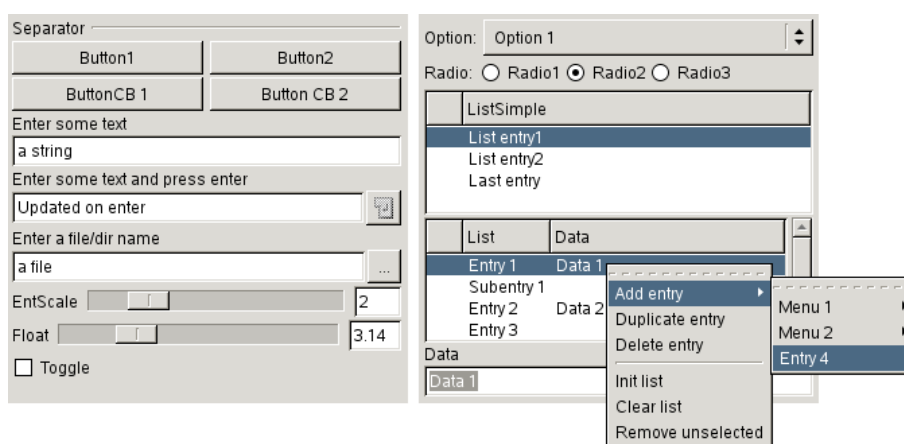 Separator
Button1 Button2
ButtonCB 1 Button CB 2
Enter some text
a string
Enter some text and press enter
Updated on enter
Enter a file/dir name
a file ...
EntScale 2
Float 3.14
Toggle
Option: Option 1
Radio: Radio1 Radio2 Radio3
ListSimple
List entry1
List entry2
Last entry
List Data
Entry 1 Data 1
Subentry 1
Entry 2 Data 2
Entry 3
Data
Data 1
Add entry
Duplicate entry
Delete entry
Init list
Clear list
Remove unselected
Menu 1
Menu 2
Entry 4